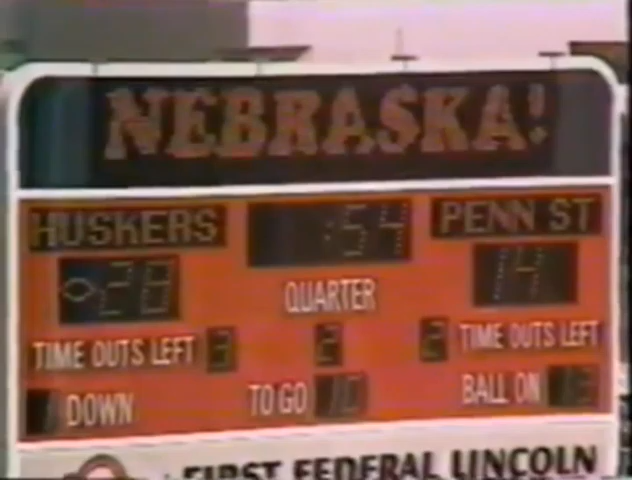 NEBRASKA!
HUSKERS :54 PENN ST
28 QUARTER 14
TIME OUTS LEFT 3 2 2 TIME OUTS LEFT
1 DOWN TO GO 10 BALL ON
FIRST FEDERAL LINCOLN